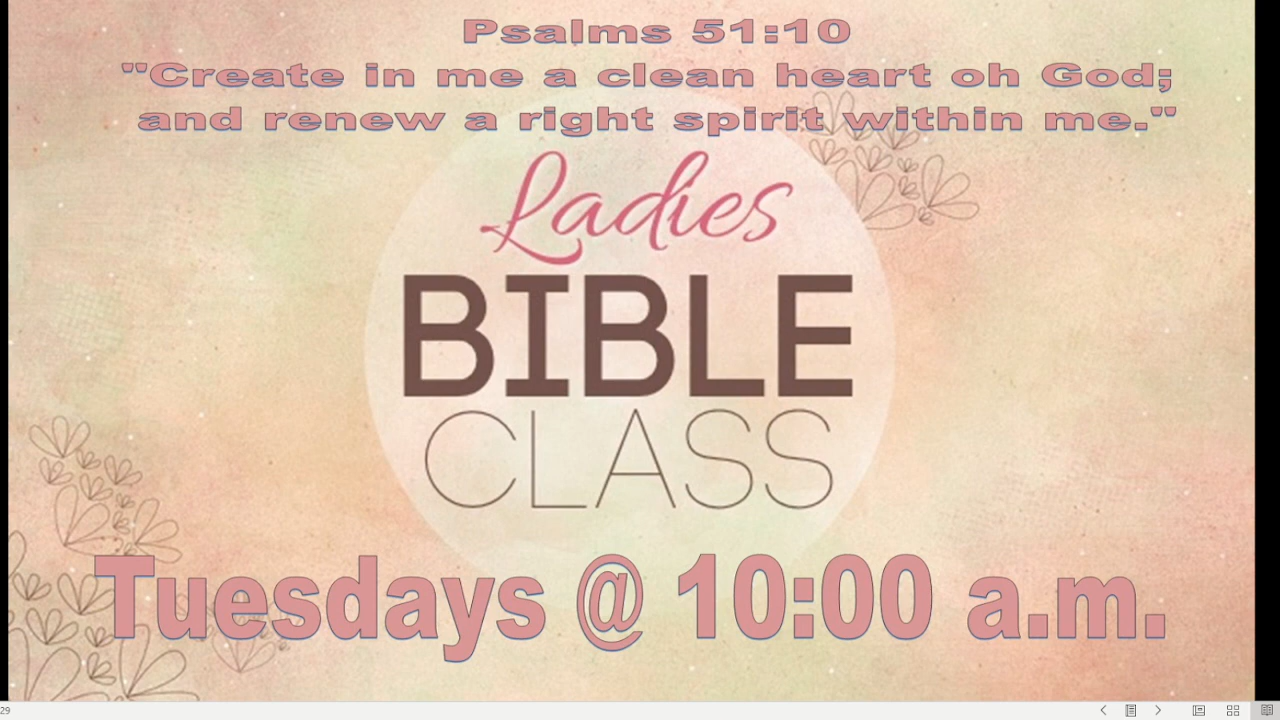 Psalms 51:10
"Create in me a clean heart oh God;
and renew a right spirit within me."
Ladies
BIBLE
CLASS
Tuesdays @ 10:00 a.m.
29